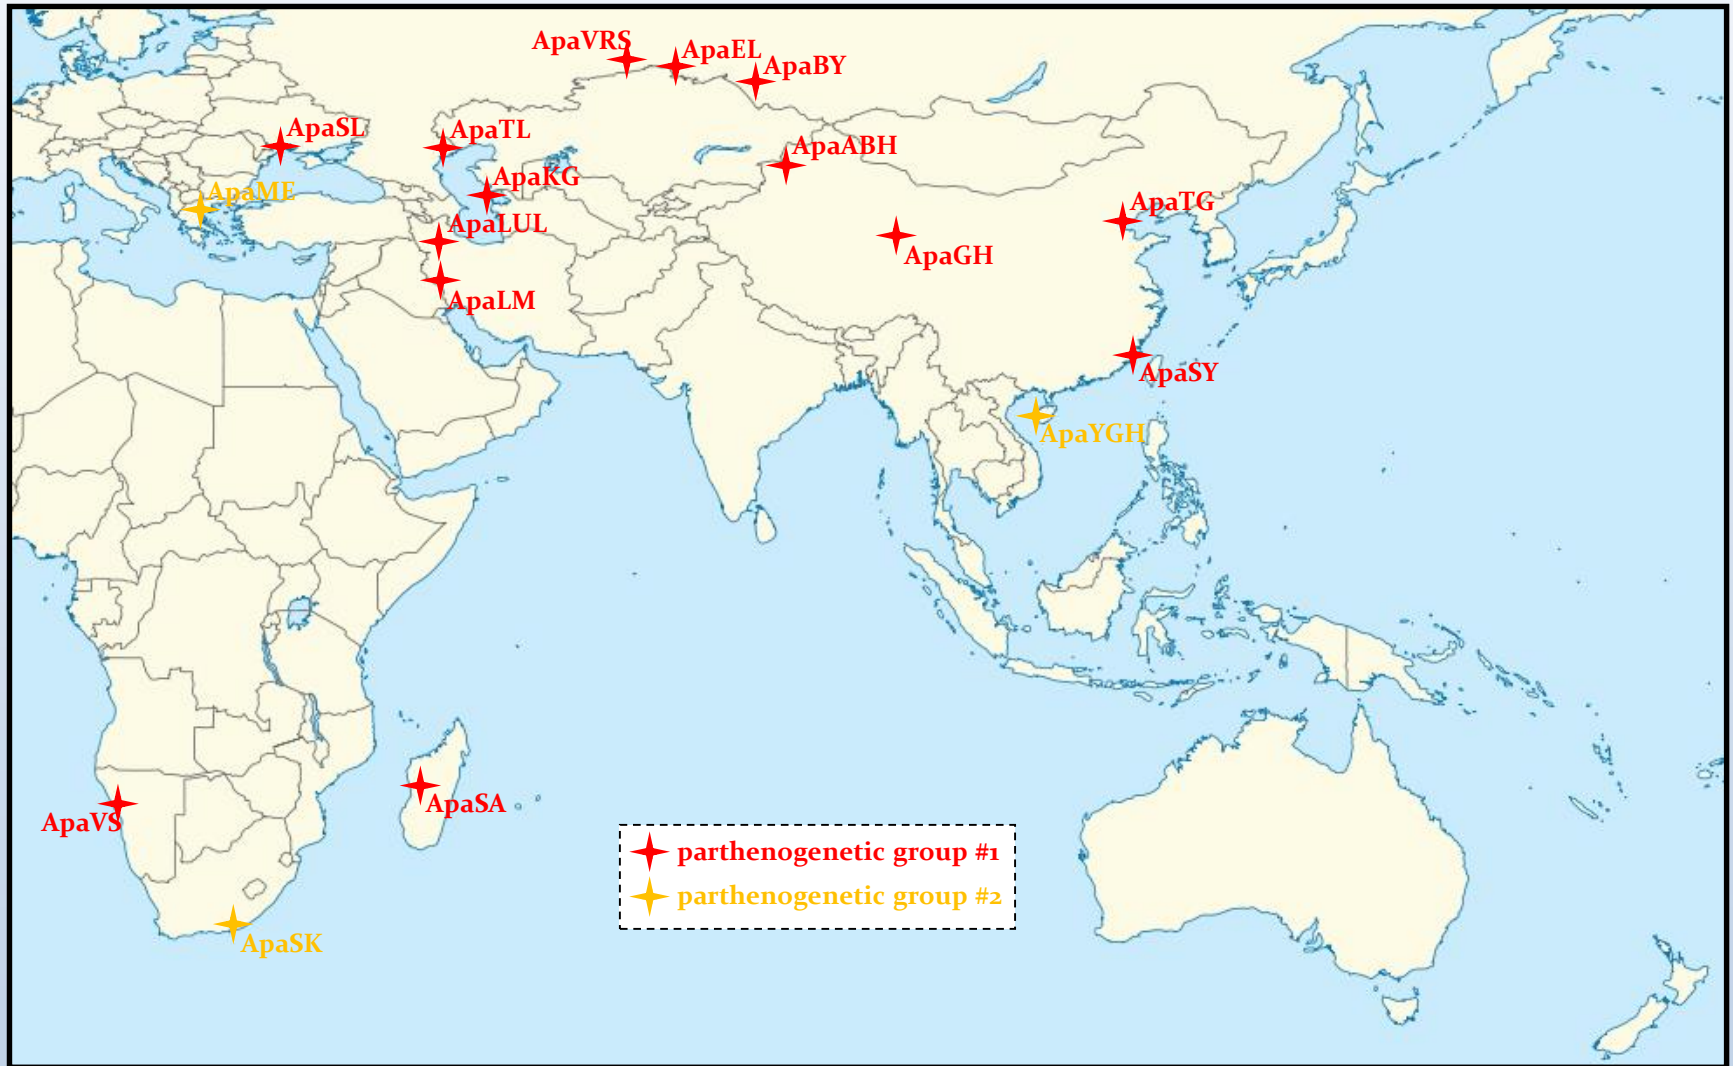 ApaVRS
ApaEL
ApaBY
ApaSL
ApaTL
ApaABH
ApaKG
ApaME
ApaTG
ApaLUL
ApaGH
ApaLM
ApaSY
ApaYGH
ApaSA
ApaVS
parthenogenetic group #1
parthenogenetic group #2
ApaSK